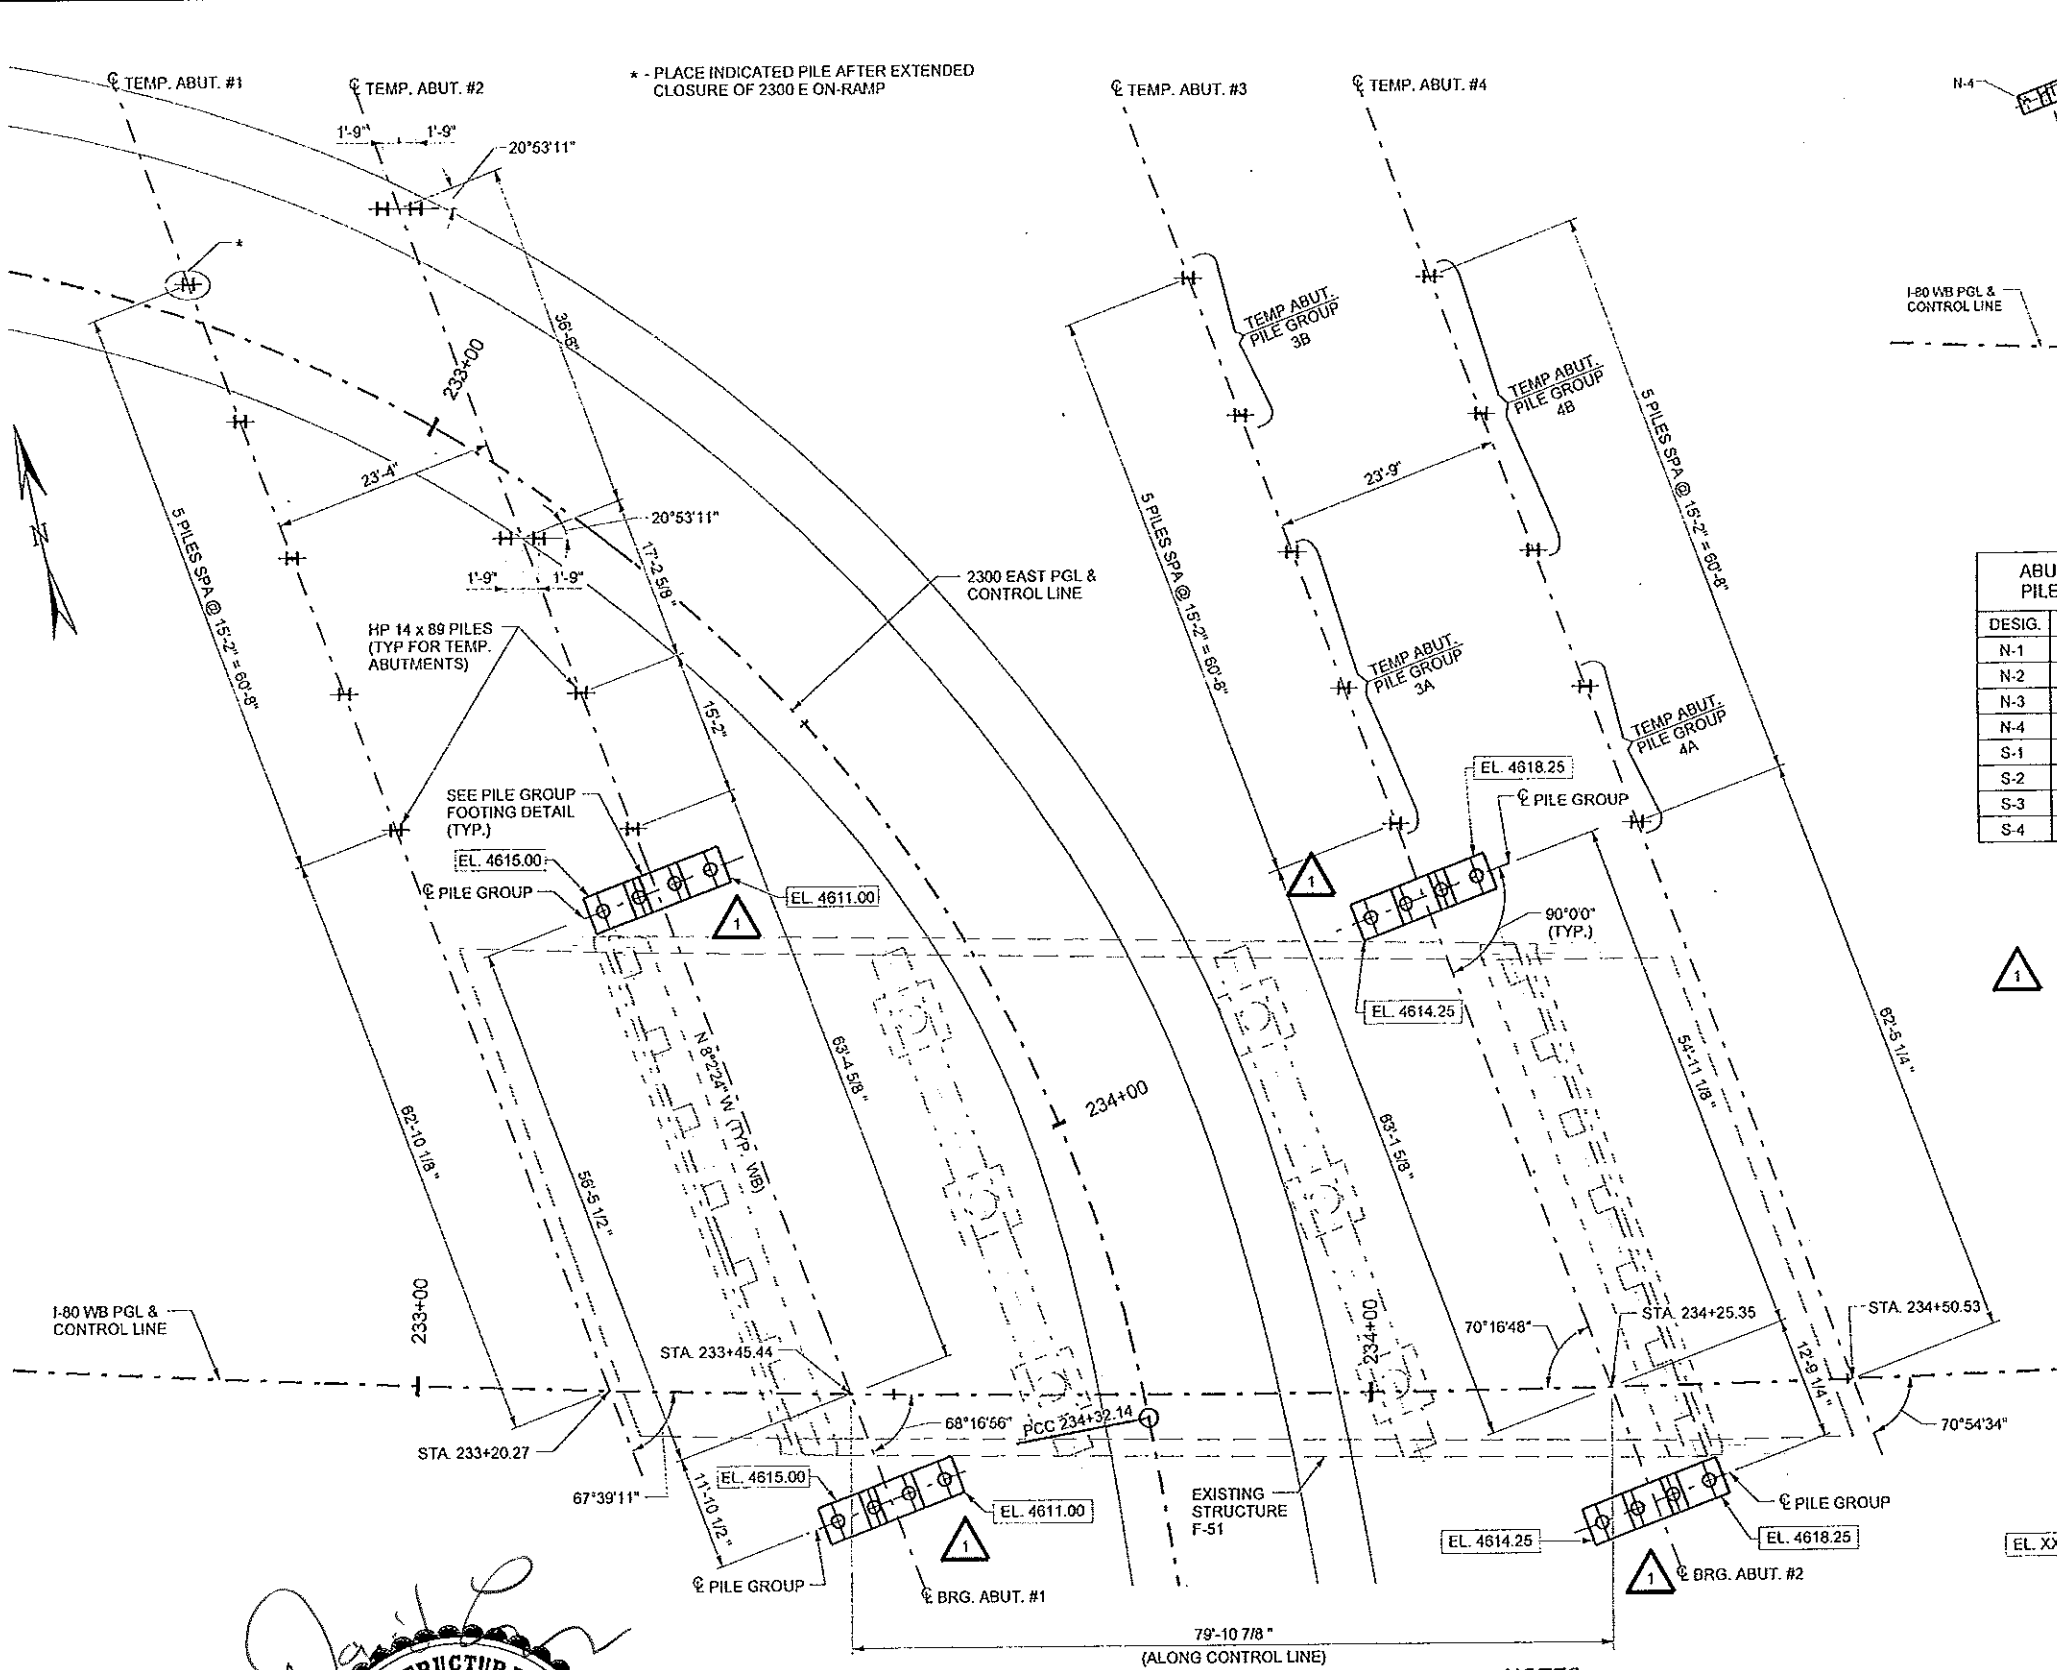 ℄ TEMP. ABUT. #1
℄ TEMP. ABUT. #2
* - PLACE INDICATED PILE AFTER EXTENDED
CLOSURE OF 2300 E ON-RAMP
℄ TEMP. ABUT. #3
℄ TEMP. ABUT. #4
N-4
1'-9"
1'-9"
20°53'11"
*
36'-8"
233+00
23'-4"
5 PILES SPA @ 15'-2" = 60'-8"
20°53'11"
17'-2 5/8"
1'-9"
1'-9"
HP 14 x 89 PILES
(TYP FOR TEMP.
ABUTMENTS)
15'-2"
2300 EAST PGL &
CONTROL LINE
TEMP ABUT.
PILE GROUP
3B
TEMP ABUT.
PILE GROUP
4B
23'-9"
5 PILES SPA @ 15'-2" = 60'-8"
5 PILES SPA @ 15'-2" = 60'-8"
TEMP ABUT.
PILE GROUP
3A
TEMP ABUT.
PILE GROUP
4A
I-80 WB PGL &
CONTROL LINE
ABU
PILE
DESIG.
N-1
N-2
N-3
N-4
S-1
S-2
S-3
S-4
N
SEE PILE GROUP
FOOTING DETAIL
(TYP.)
EL. 4615.00
℄ PILE GROUP
EL. 4611.00
1
EL. 4618.25
℄ PILE GROUP
1
90°0'0"
(TYP.)
EL. 4614.25
1
N 8°2'24" W (TYP. WB)
63'-4 5/8"
62'-10 1/8"
56'-5 1/2"
234+00
63'-1 5/8"
54'-11 1/8"
62'-5 1/4"
I-80 WB PGL &
CONTROL LINE
233+00
STA. 233+45.44
234+00
70°16'48"
STA. 234+25.35
STA. 234+50.53
12'-9 1/4"
STA. 233+20.27
67°39'11"
68°16'56"
PCC 234+32.14
70°54'34"
11'-10 1/2"
EL. 4615.00
EL. 4611.00
1
EXISTING
STRUCTURE
F-51
EL. 4614.25
℄ PILE GROUP
EL. 4618.25
1
EL. XX
℄ PILE GROUP
℄ BRG. ABUT. #1
℄ BRG. ABUT. #2
79'-10 7/8"
(ALONG CONTROL LINE)